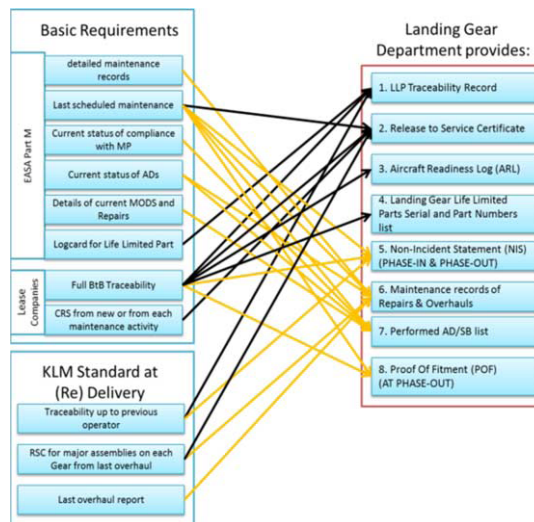 Basic Requirements
EASA Part M
detailed maintenance
records
Last scheduled maintenance
Current status of compliance
with MP
Current status of ADs
Details of current MODS and
Repairs
Logcard for Life Limited Part
Lease
Companies
Full BtB Traceability
CRS from new or from each
maintenance activity
KLM Standard at
(Re) Delivery
Traceability up to previous
operator
RSC for major assemblies on each
Gear from last overhaul
Last overhaul report
Landing Gear
Department provides:
1. LLP Traceability Record
2. Release to Service Certificate
3. Aircraft Readiness Log (ARL)
4. Landing Gear Life Limited
Parts Serial and Part Numbers
list
5. Non-Incident Statement (NIS)
(PHASE-IN & PHASE-OUT)
6. Maintenance records of
Repairs & Overhauls
7. Performed AD/SB list
8. Proof Of Fitment (POF)
(AT PHASE-OUT)